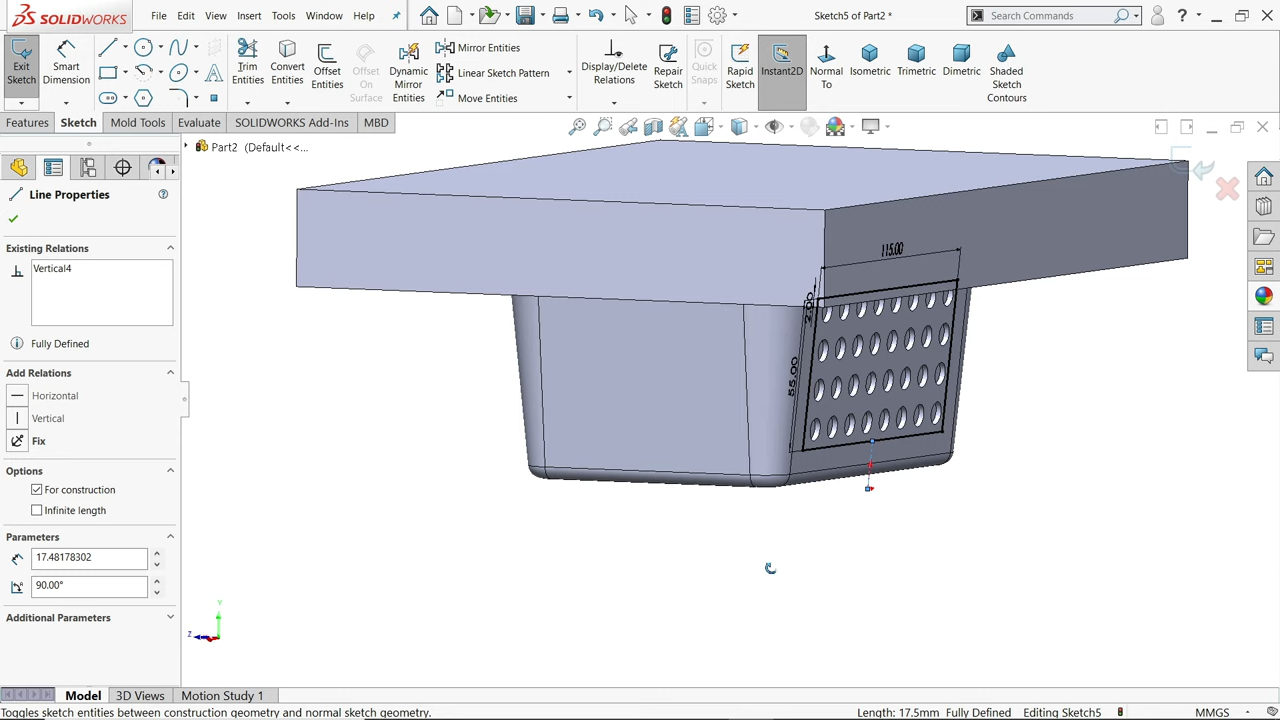 SOLIDWORKS File Edit View Insert Tools Window Help Sketch5 of Part2 * Search Commands ?
Exit Sketch Smart Dimension Trim Entities Convert Entities Offset Entities Offset On Surface Dynamic Mirror Entities Mirror Entities Linear Sketch Pattern Move Entities Display/Delete Relations Repair Sketch Quick Snaps Rapid Sketch Instant2D Normal To Isometric Trimetric Dimetric Shaded Sketch Contours
Features Sketch Mold Tools Evaluate SOLIDWORKS Add-Ins MBD
Part2 (Default<<...
Line Properties
Existing Relations
Vertical4
Fully Defined
Add Relations
Horizontal
Vertical
Fix
Options
For construction
Infinite length
Parameters
17.48178302
90.00°
Additional Parameters
115.00
2.00
55.00
Y
Z
Model 3D Views Motion Study 1
Toggles sketch entities between construction geometry and normal sketch geometry. Length: 17.5mm Fully Defined Editing Sketch5 MMGS